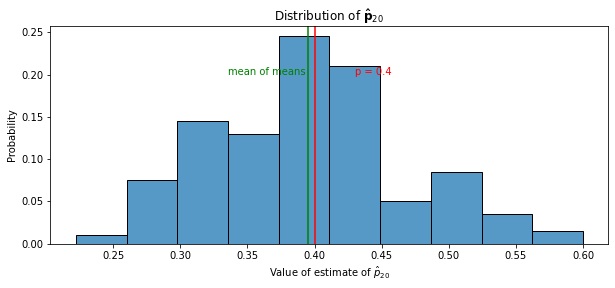 Distribution of p̂₂₀
Probability
0.25
0.20
0.15
0.10
0.05
0.00
mean of means
p = 0.4
0.25 0.30 0.35 0.40 0.45 0.50 0.55 0.60
Value of estimate of p̂₂₀